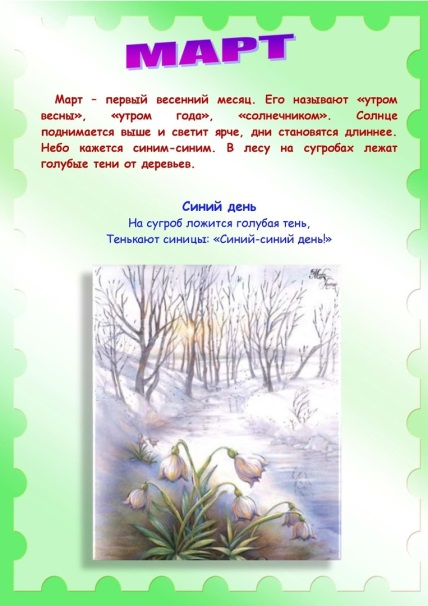 МАРТ
Март – первый весенний месяц. Его называют «утром
весны», «утром года», «солнечником». Солнце
поднимается выше и светит ярче, дни становятся длиннее.
Небо кажется синим-синим. В лесу на сугробах лежат
голубые тени от деревьев.
Синий день
На сугроб ложится голубая тень,
Тенькают синицы: «Синий-синий день!»